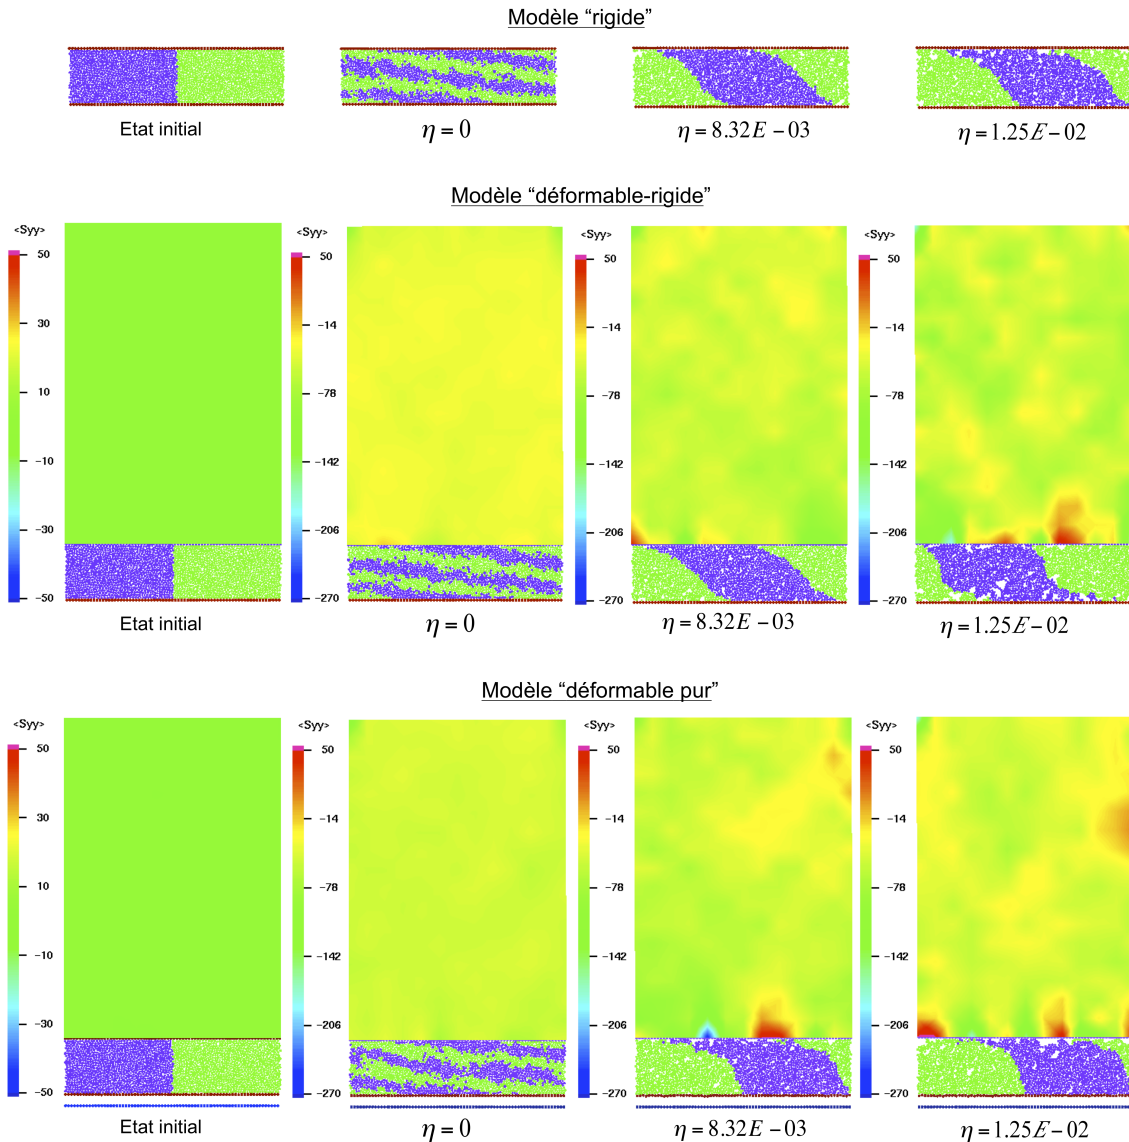 Modèle “rigide”
Etat initial
η = 0
η = 8.32E − 03
η = 1.25E − 02
Modèle “déformable-rigide”
<Syy>
50
30
10
−10
−30
−50
<Syy>
50
−14
−78
−142
−206
−270
<Syy>
50
−14
−78
−142
−206
−270
<Syy>
50
−14
−78
−142
−206
−270
Etat initial
η = 0
η = 8.32E − 03
η = 1.25E − 02
Modèle “déformable pur”
<Syy>
50
30
10
−10
−30
−50
<Syy>
50
−14
−78
−142
−206
−270
<Syy>
50
−14
−78
−142
−206
−270
<Syy>
50
−14
−78
−142
−206
−270
Etat initial
η = 0
η = 8.32E − 03
η = 1.25E − 02